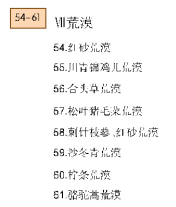 54-61 Ⅶ荒漠
54.红砂荒漠
55.川青锦鸡儿荒漠
56.合头草荒漠
57.松叶猪毛菜荒漠
58.刺针枝蓼、红砂荒漠
59.沙冬青荒漠
60.柠条荒漠
61.骆驼蒿荒漠